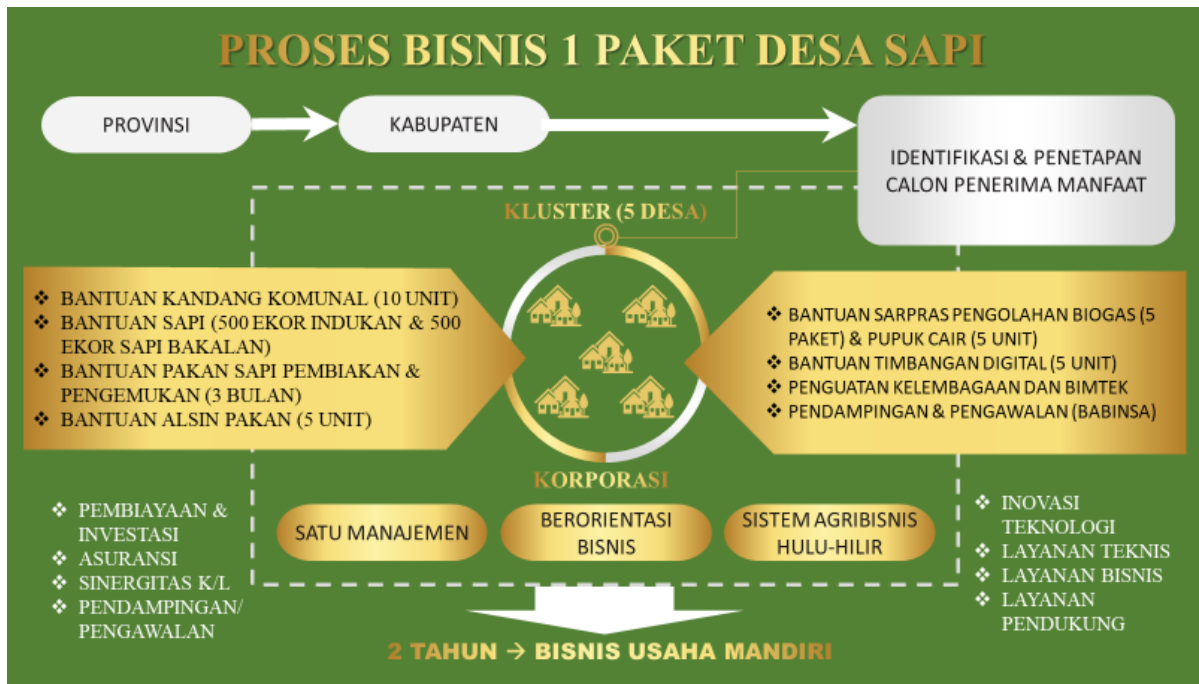 PROSES BISNIS 1 PAKET DESA SAPI
PROVINSI
KABUPATEN
IDENTIFIKASI & PENETAPAN
CALON PENERIMA MANFAAT
KLUSTER (5 DESA)
❖ BANTUAN KANDANG KOMUNAL (10 UNIT)
❖ BANTUAN SAPI (500 EKOR INDUKAN & 500
EKOR SAPI BAKALAN)
❖ BANTUAN PAKAN SAPI PEMBIAKAN &
PENGEMUKAN (3 BULAN)
❖ BANTUAN ALSIN PAKAN (5 UNIT)
❖ BANTUAN SARPRAS PENGOLAHAN BIOGAS (5
PAKET) & PUPUK CAIR (5 UNIT)
❖ BANTUAN TIMBANGAN DIGITAL (5 UNIT)
❖ PENGUATAN KELEMBAGAAN DAN BIMTEK
❖ PENDAMPINGAN & PENGAWALAN (BABINSA)
KORPORASI
SATU MANAJEMEN
BERORIENTASI
BISNIS
SISTEM AGRIBISNIS
HULU-HILIR
❖ PEMBIAYAAN &
INVESTASI
❖ ASURANSI
❖ SINERGITAS K/L
❖ PENDAMPINGAN/
PENGAWALAN
❖ INOVASI
TEKNOLOGI
❖ LAYANAN TEKNIS
❖ LAYANAN BISNIS
❖ LAYANAN
PENDUKUNG
2 TAHUN → BISNIS USAHA MANDIRI